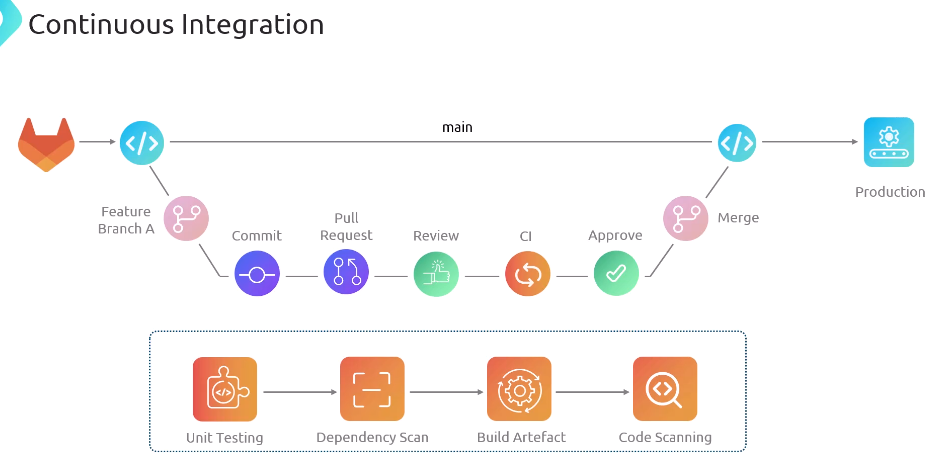 Continuous Integration
main
Production
Feature
Branch A
Commit
Pull
Request
Review
CI
Approve
Merge
Unit Testing
Dependency Scan
Build Artefact
Code Scanning